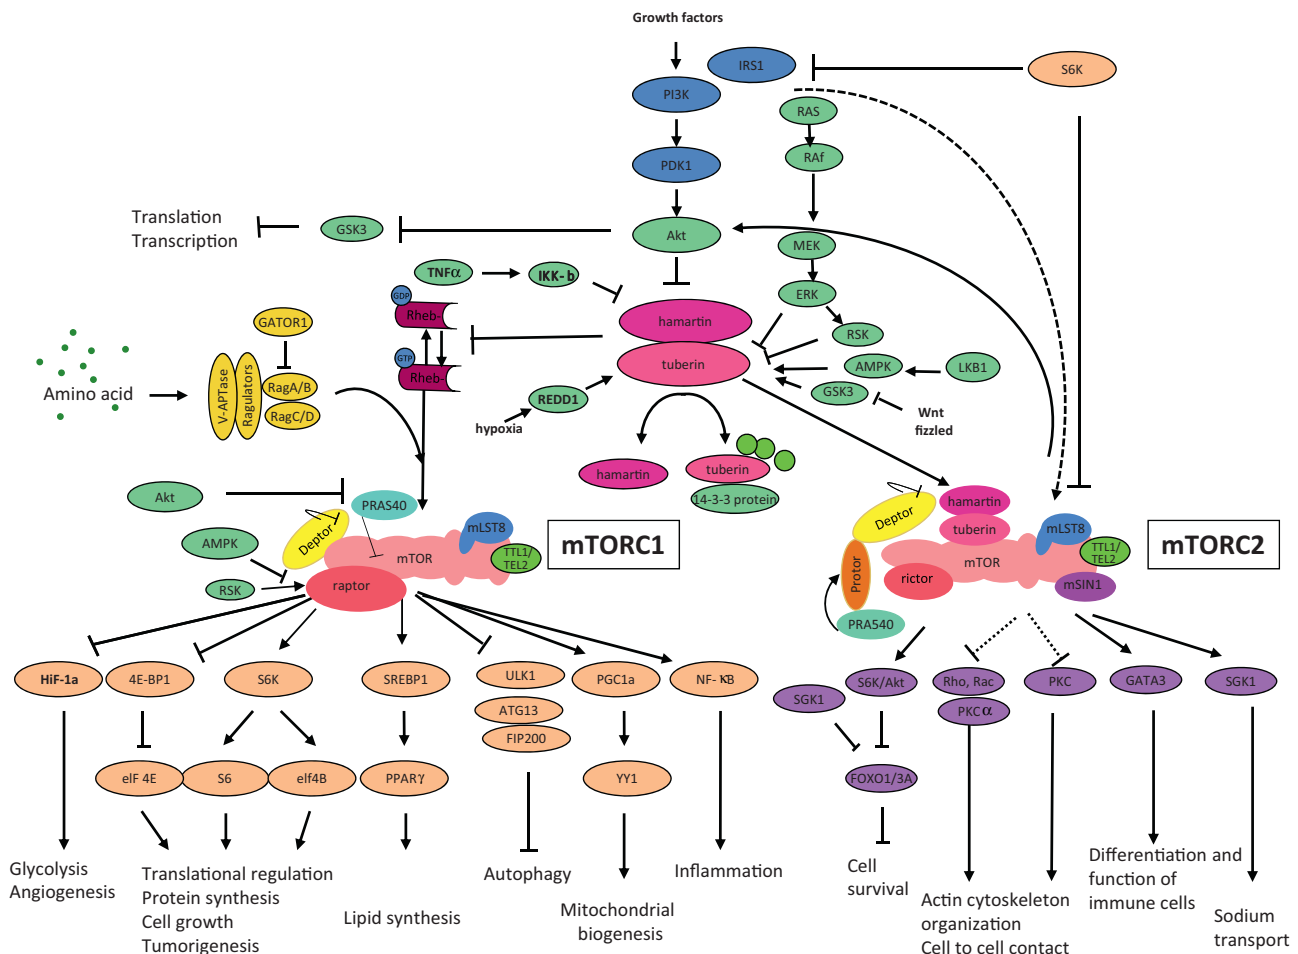 Growth factors
IRS1
S6K
PI3K
RAS
RAf
PDK1
Translation
Transcription
GSK3
Akt
MEK
TNFα
IKK-b
ERK
GDP
Rheb-
hamartin
GATOR1
RSK
GTP
tuberin
AMPK
LKB1
Rheb-
Amino acid
V-APTase
Ragulators
RagA/B
RagC/D
REDD1
GSK3
hypoxia
Wnt
fizzled
hamartin
tuberin
14-3-3 protein
Akt
PRAS40
Deptor
mLST8
mTOR
TTL1/
TEL2
mTORC1
AMPK
RSK
raptor
Deptor
hamartin
tuberin
mLST8
TTL1/
TEL2
mTORC2
Protor
rictor
mTOR
mSIN1
PRA540
HiF-1a
4E-BP1
S6K
SREBP1
ULK1
PGC1a
NF-κB
ATG13
FIP200
SGK1
S6K/Akt
Rho, Rac
PKCα
PKC
GATA3
SGK1
elF 4E
S6
elf4B
PPARγ
YY1
FOXO1/3A
Glycolysis
Angiogenesis
Translational regulation
Protein synthesis
Cell growth
Tumorigenesis
Lipid synthesis
Autophagy
Mitochondrial
biogenesis
Inflammation
Cell
survival
Actin cytoskeleton
organization
Cell to cell contact
Differentiation and
function of
immune cells
Sodium
transport